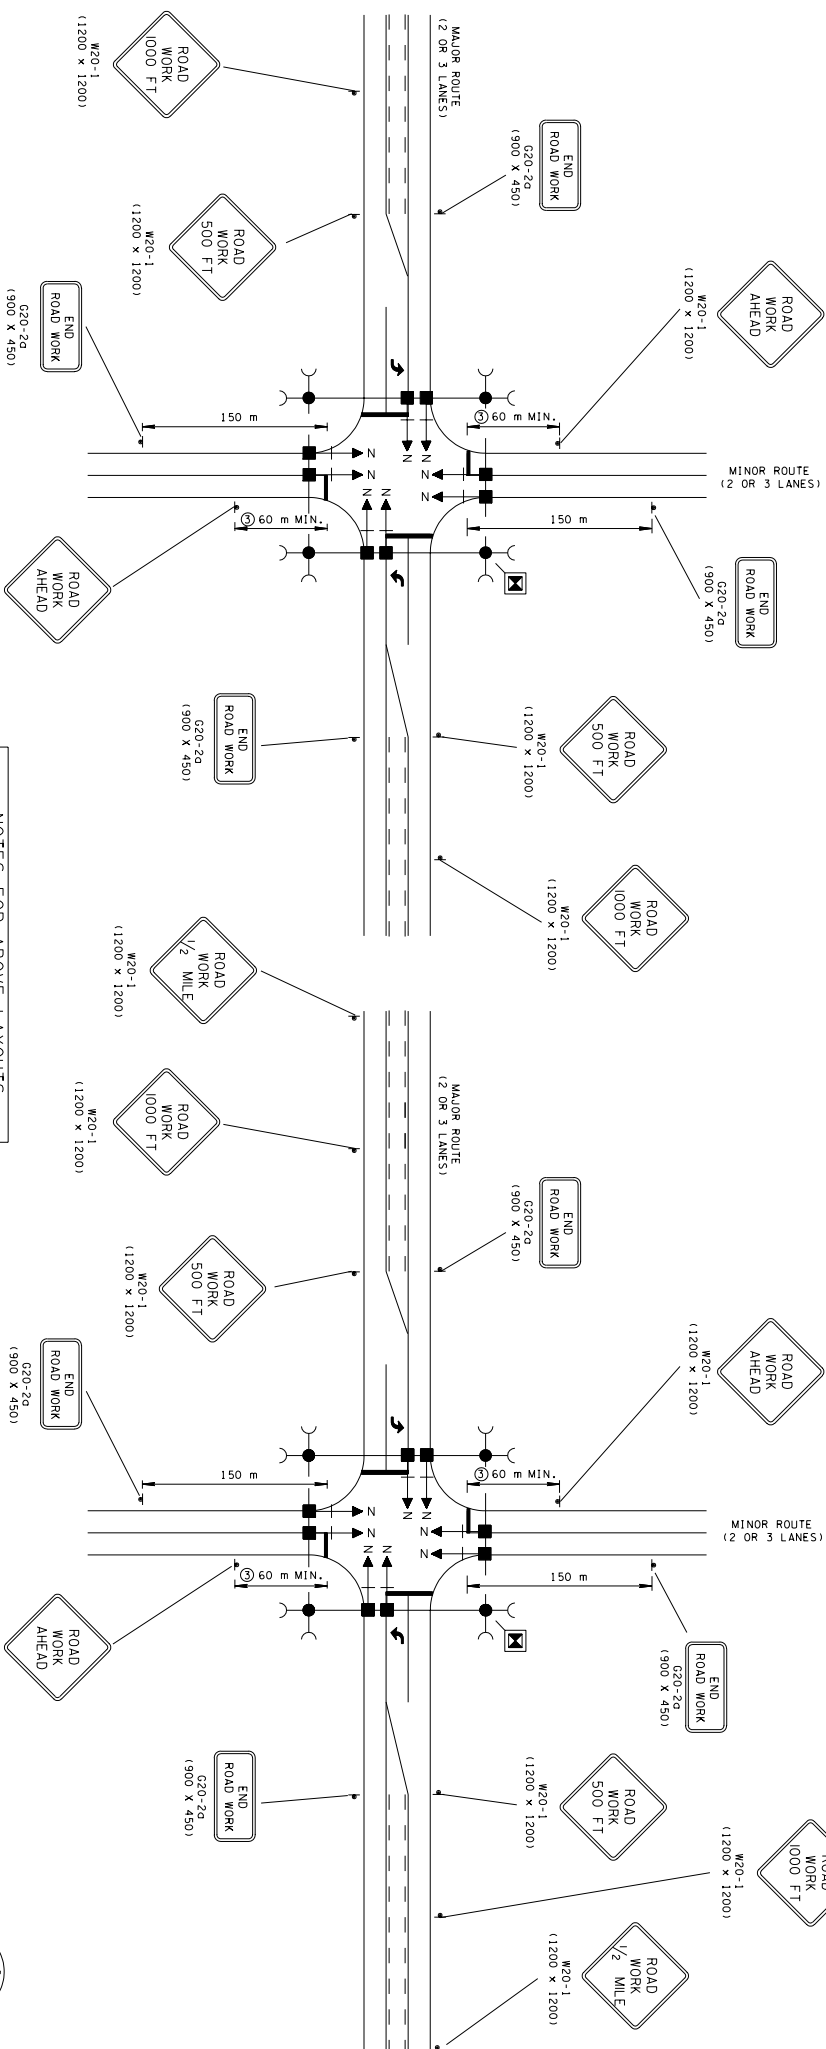 MAJOR ROUTE
(2 OR 3 LANES)
ROAD
WORK
1000 FT
W20-1
(1200 x 1200)
END
ROAD WORK
G20-2a
(900 X 450)
ROAD
WORK
500 FT
W20-1
(1200 x 1200)
ROAD
WORK
AHEAD
W20-1
(1200 x 1200)
END
ROAD WORK
G20-2a
(900 X 450)
150 m
③ 60 m MIN.
N
N
N
N
N
N
N
N
MINOR ROUTE
(2 OR 3 LANES)
③ 60 m MIN.
150 m
ROAD
WORK
AHEAD
END
ROAD WORK
G20-2a
(900 X 450)
END
ROAD WORK
G20-2a
(900 X 450)
ROAD
WORK
500 FT
W20-1
(1200 x 1200)
ROAD
WORK
1000 FT
W20-1
(1200 x 1200)
NOTES FOR ABOVE LAYOUTS
ROAD
WORK
1/2 MILE
W20-1
(1200 x 1200)
MAJOR ROUTE
(2 OR 3 LANES)
ROAD
WORK
1000 FT
W20-1
(1200 x 1200)
END
ROAD WORK
G20-2a
(900 X 450)
ROAD
WORK
500 FT
W20-1
(1200 x 1200)
ROAD
WORK
AHEAD
W20-1
(1200 x 1200)
END
ROAD WORK
G20-2a
(900 X 450)
150 m
③ 60 m MIN.
N
N
N
N
N
N
N
N
MINOR ROUTE
(2 OR 3 LANES)
③ 60 m MIN.
150 m
ROAD
WORK
AHEAD
END
ROAD WORK
G20-2a
(900 X 450)
END
ROAD WORK
G20-2a
(900 X 450)
ROAD
WORK
500 FT
W20-1
(1200 x 1200)
ROAD
WORK
1000 FT
W20-1
(1200 x 1200)
ROAD
WORK
1/2 MILE
W20-1
(1200 x 1200)